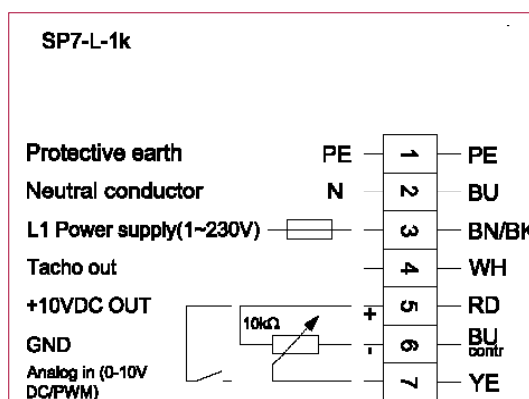 SP7-L-1k
Protective earth PE 1 PE
Neutral conductor N 2 BU
L1 Power supply(1~230V) 3 BN/BK
Tacho out 4 WH
+10VDC OUT + 5 RD
10kΩ
GND - 6 BU
contr
Analog in (0-10V
DC/PWM) 7 YE